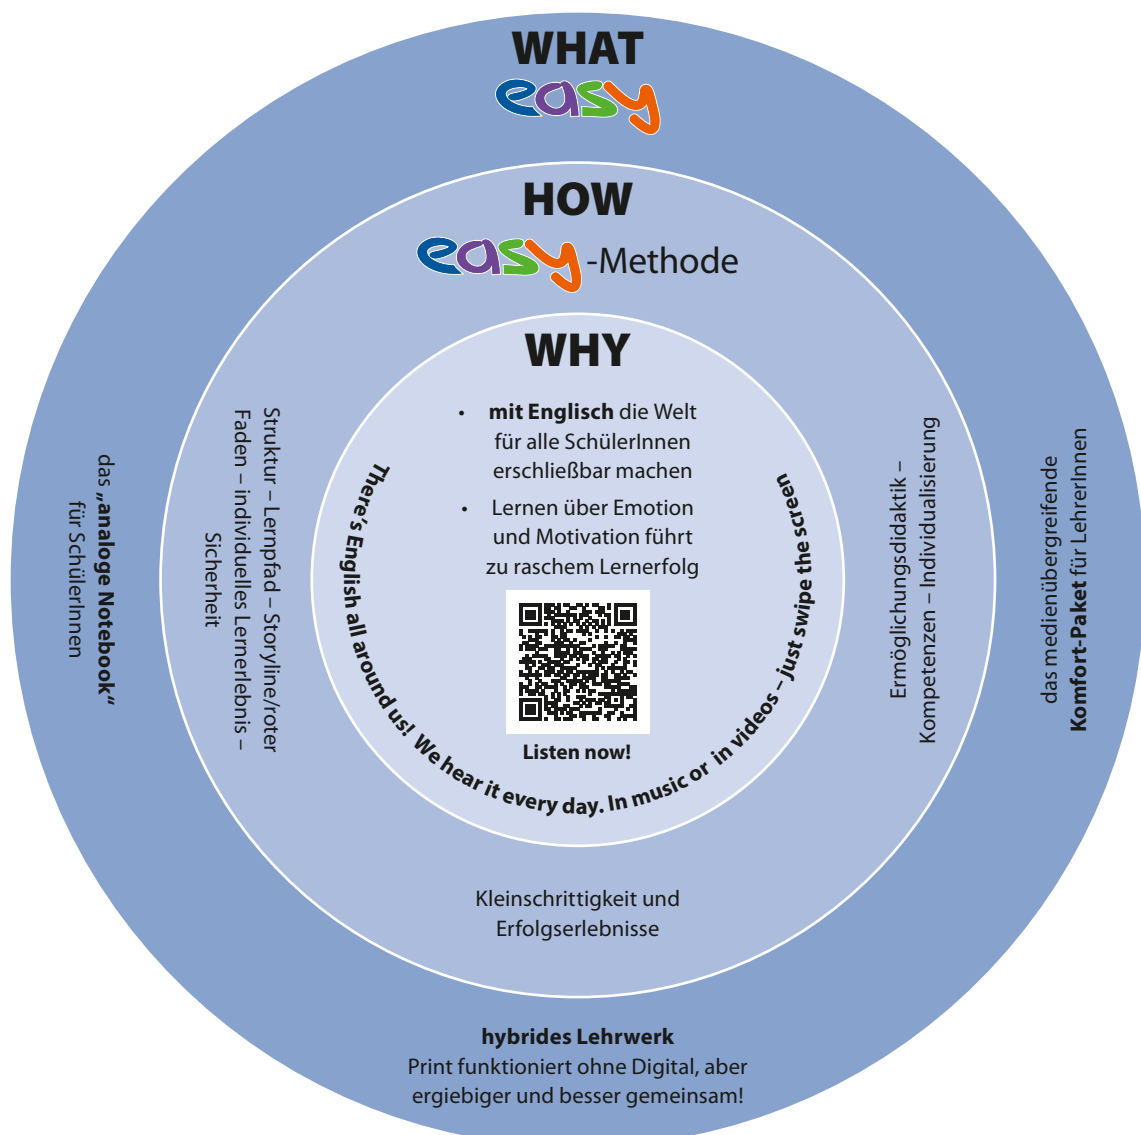 WHAT
easy
HOW
easy-Methode
WHY
• mit Englisch die Welt
für alle SchülerInnen
erschließbar machen
• Lernen über Emotion
und Motivation führt
zu raschem Lernerfolg
Listen now!
There's English all around us! We hear it every day. In music or in videos – just swipe the screen
Struktur – Lernpfad – Storyline/roter
Faden – individuelles Lernerlebnis –
Sicherheit
Ermöglichungsdidaktik –
Kompetenzen – Individualisierung
Kleinschrittigkeit und
Erfolgserlebnisse
das „analoge Notebook“
für SchülerInnen
das medienübergreifende
Komfort-Paket für LehrerInnen
hybrides Lehrwerk
Print funktioniert ohne Digital, aber
ergiebiger und besser gemeinsam!